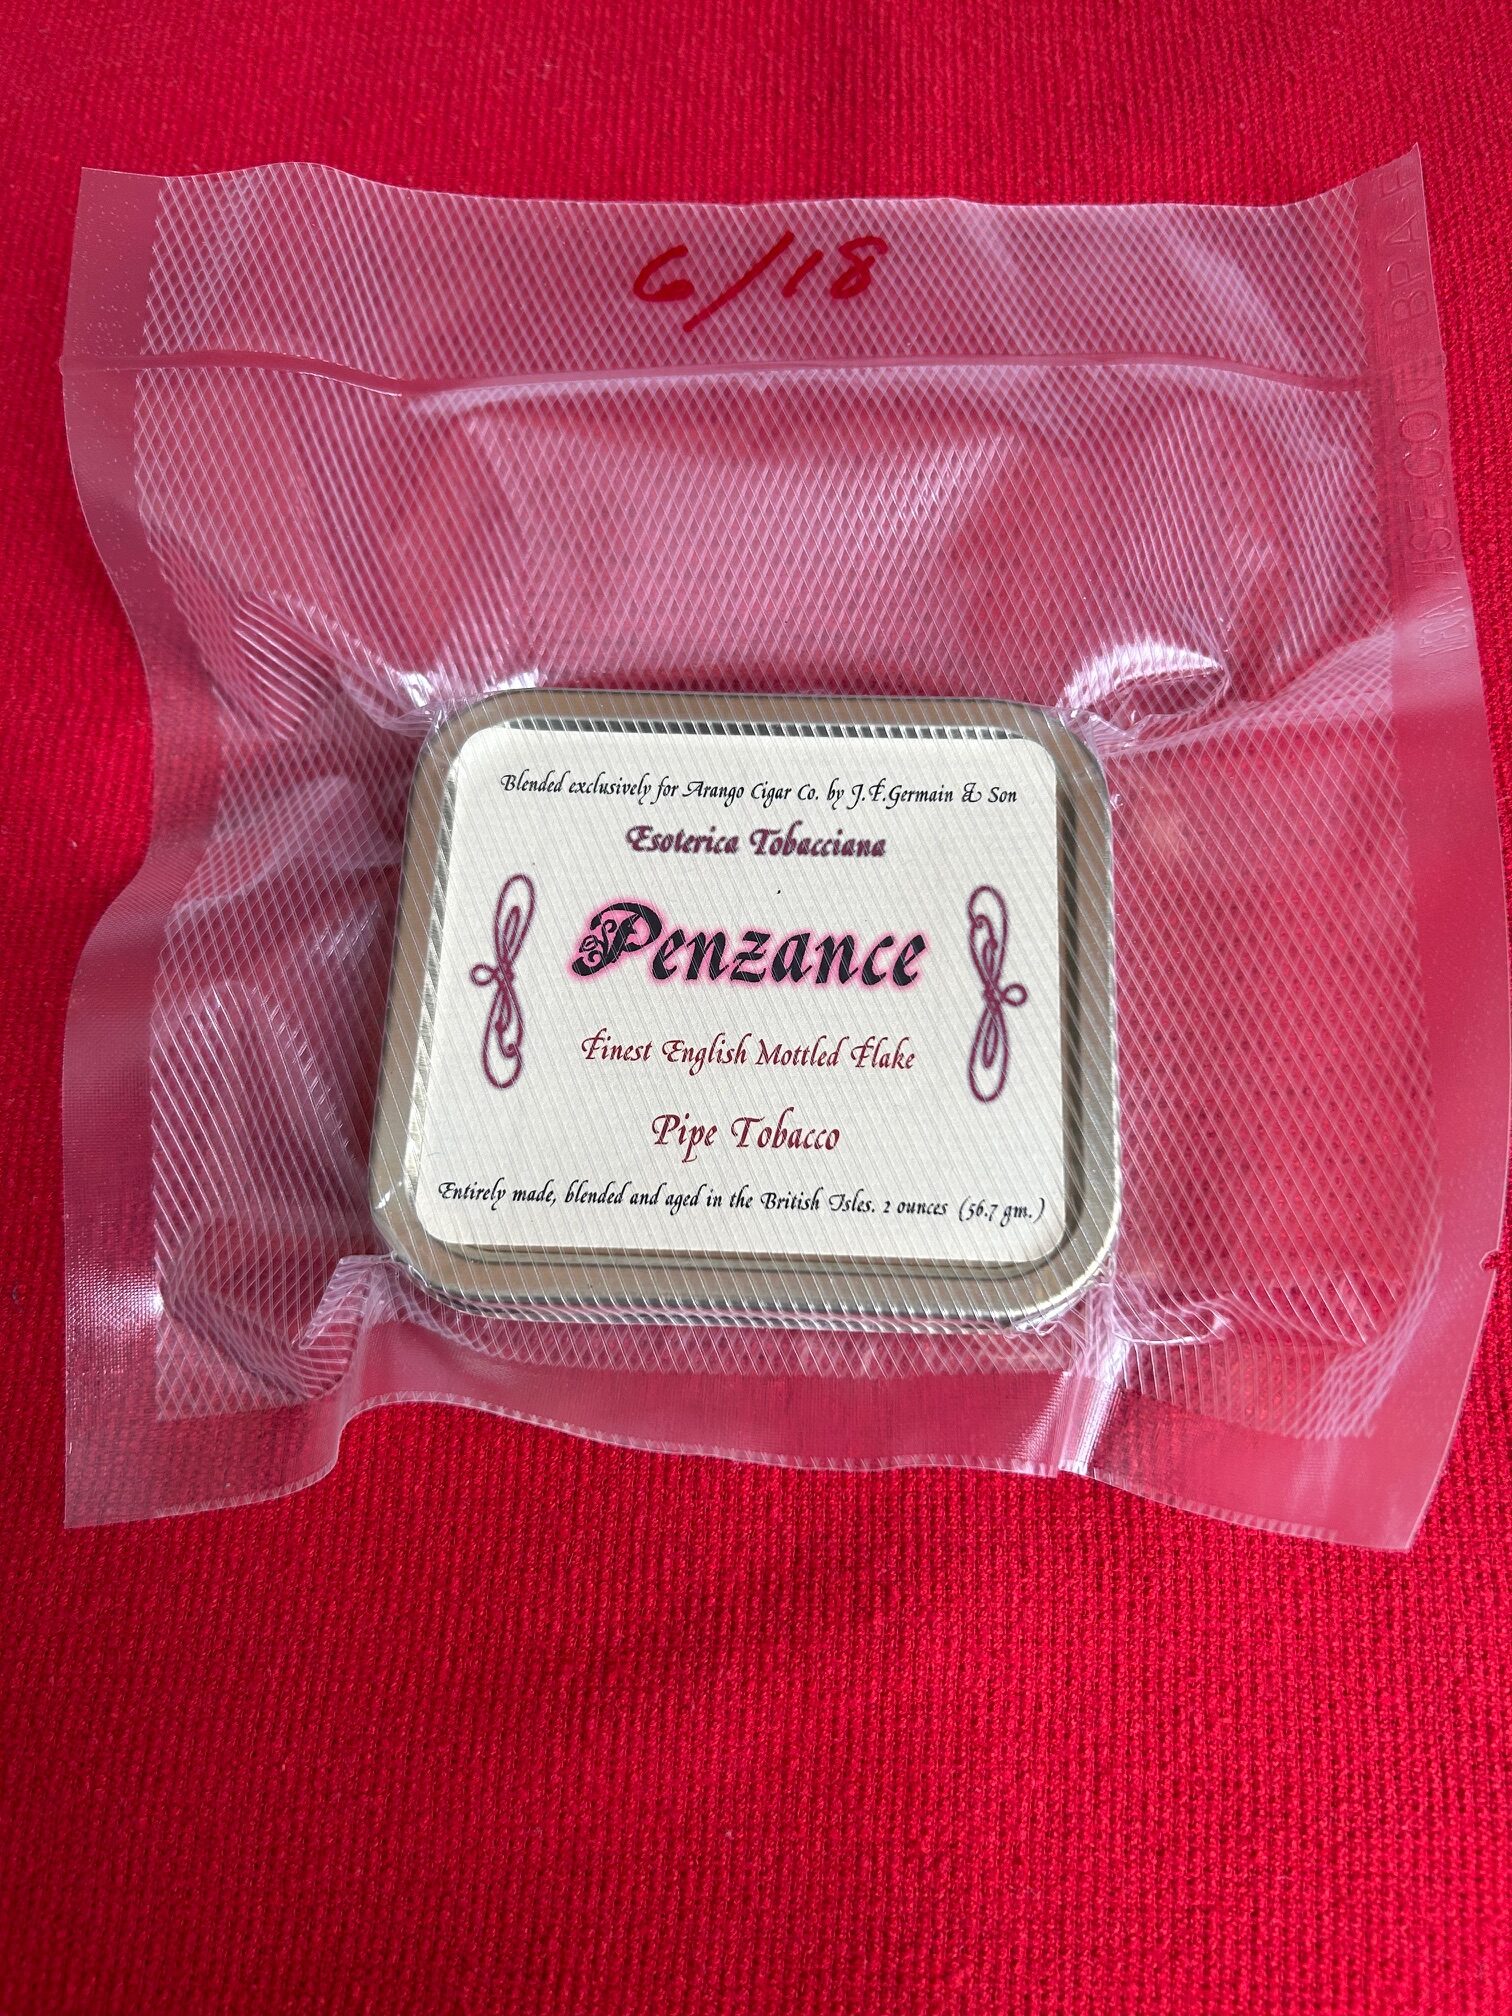 6/18
Blended exclusively for Arango Cigar Co. by J.F.Germain & Son
Esoterica Tobacciana
Penzance
Finest English Mottled Flake
Pipe Tobacco
Entirely made, blended and aged in the British Isles. 2 ounces (56.7 gm.)